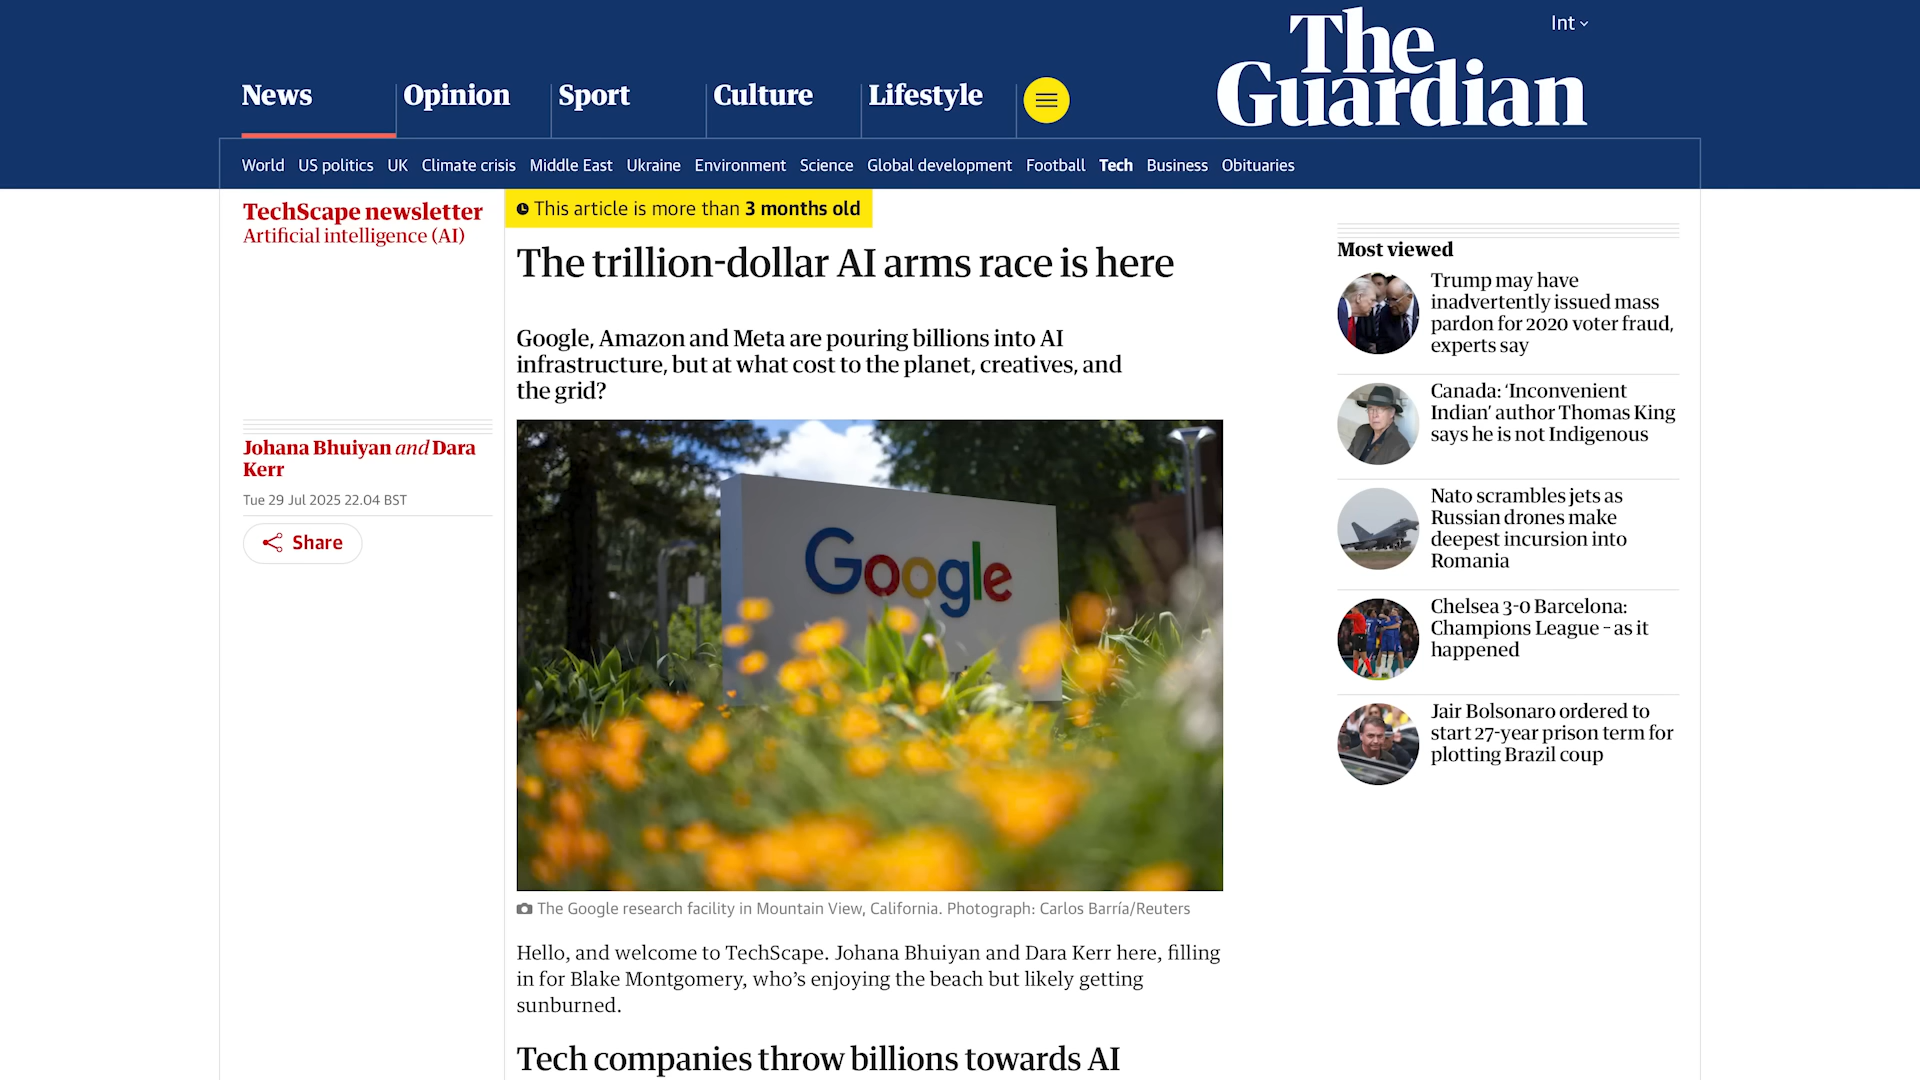 Int
The
Guardian
News
Opinion
Sport
Culture
Lifestyle
World
US politics
UK
Climate crisis
Middle East
Ukraine
Environment
Science
Global development
Football
Tech
Business
Obituaries
TechScape newsletter
Artificial intelligence (AI)
This article is more than 3 months old
The trillion-dollar AI arms race is here
Google, Amazon and Meta are pouring billions into AI
infrastructure, but at what cost to the planet, creatives, and
the grid?
Johana Bhuiyan and Dara
Kerr
Tue 29 Jul 2025 22.04 BST
Share
Google
The Google research facility in Mountain View, California. Photograph: Carlos Barría/Reuters
Hello, and welcome to TechScape. Johana Bhuiyan and Dara Kerr here, filling
in for Blake Montgomery, who’s enjoying the beach but likely getting
sunburned.
Tech companies throw billions towards AI
Most viewed
Trump may have
inadvertently issued mass
pardon for 2020 voter fraud,
experts say
Canada: ‘Inconvenient
Indian’ author Thomas King
says he is not Indigenous
Nato scrambles jets as
Russian drones make
deepest incursion into
Romania
Chelsea 3-0 Barcelona:
Champions League – as it
happened
Jair Bolsonaro ordered to
start 27-year prison term for
plotting Brazil coup